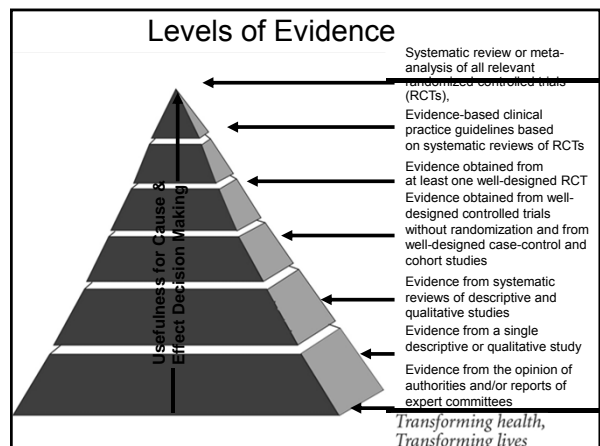 Levels of Evidence
Systematic review or meta-
analysis of all relevant
randomized controlled trials
(RCTs),
Evidence-based clinical
practice guidelines based
on systematic reviews of RCTs
Evidence obtained from
at least one well-designed RCT
Evidence obtained from well-
designed controlled trials
without randomization and from
well-designed case-control and
cohort studies
Evidence from systematic
reviews of descriptive and
qualitative studies
Evidence from a single
descriptive or qualitative study
Evidence from the opinion of
authorities and/or reports of
expert committees
Usefulness for Cause &
Effect Decision Making
Transforming health,
Transforming lives